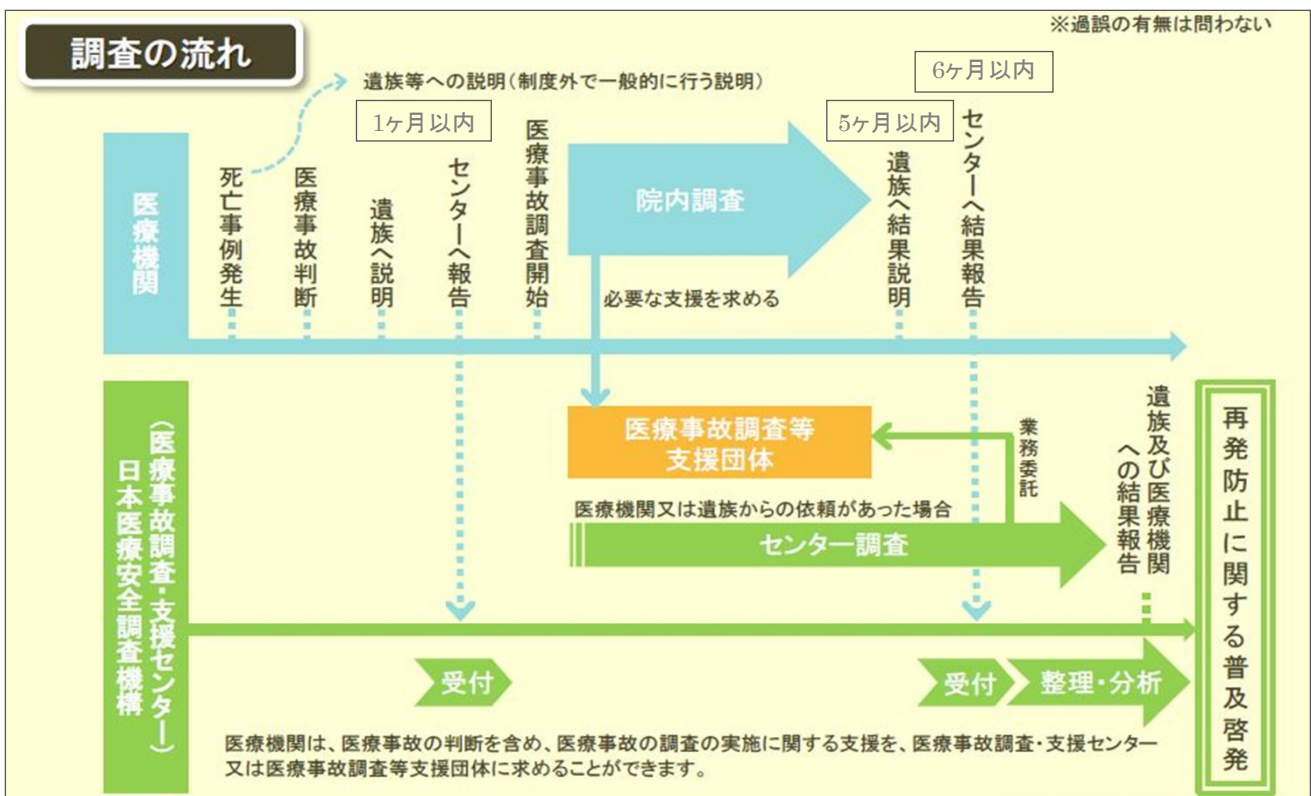 ※過誤の有無は問わない
調査の流れ
遺族等への説明(制度外で一般的に行う説明)
1ヶ月以内
5ヶ月以内
6ヶ月以内
医療機関
死亡事例発生
医療事故判断
遺族へ説明
センターへ報告
医療事故調査開始
院内調査
遺族へ結果説明
センターへ結果報告
必要な支援を求める
(医療事故調査・支援センター)
日本医療安全調査機構
医療事故調査等
支援団体
業務委託
医療機関又は遺族からの依頼があった場合
センター調査
遺族及び医療機関
への結果報告
再発防止に関する普及啓発
受付
受付
整理・分析
医療機関は、医療事故の判断を含め、医療事故の調査の実施に関する支援を、医療事故調査・支援センター
又は医療事故調査等支援団体に求めることができます。